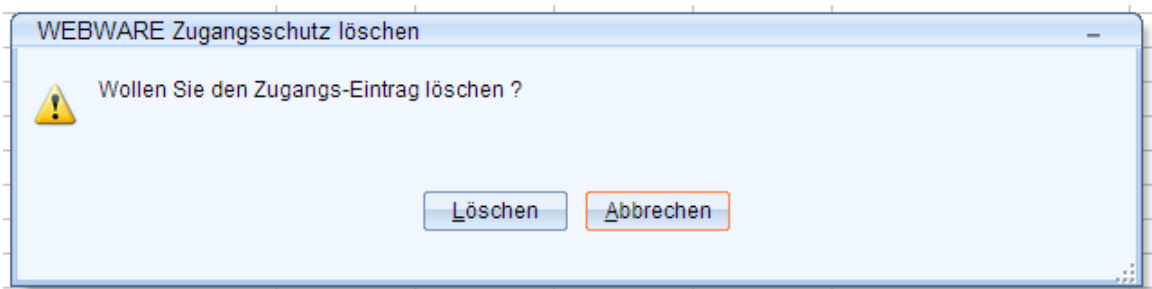 WEBWARE Zugangsschutz löschen
Wollen Sie den Zugangs-Eintrag löschen ?
Löschen Abbrechen